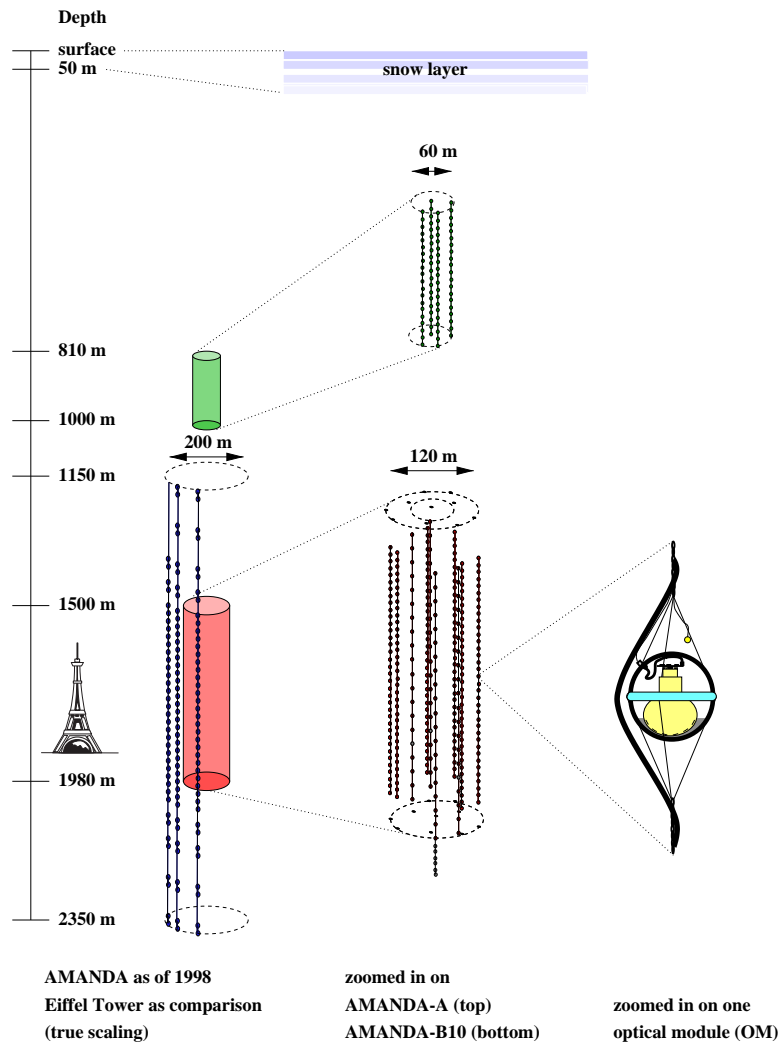 Depth
surface
50 m
snow layer
60 m
810 m
1000 m
200 m
120 m
1150 m
1500 m
1980 m
2350 m
AMANDA as of 1998
Eiffel Tower as comparison
(true scaling)
zoomed in on
AMANDA-A (top)
AMANDA-B10 (bottom)
zoomed in on one
optical module (OM)